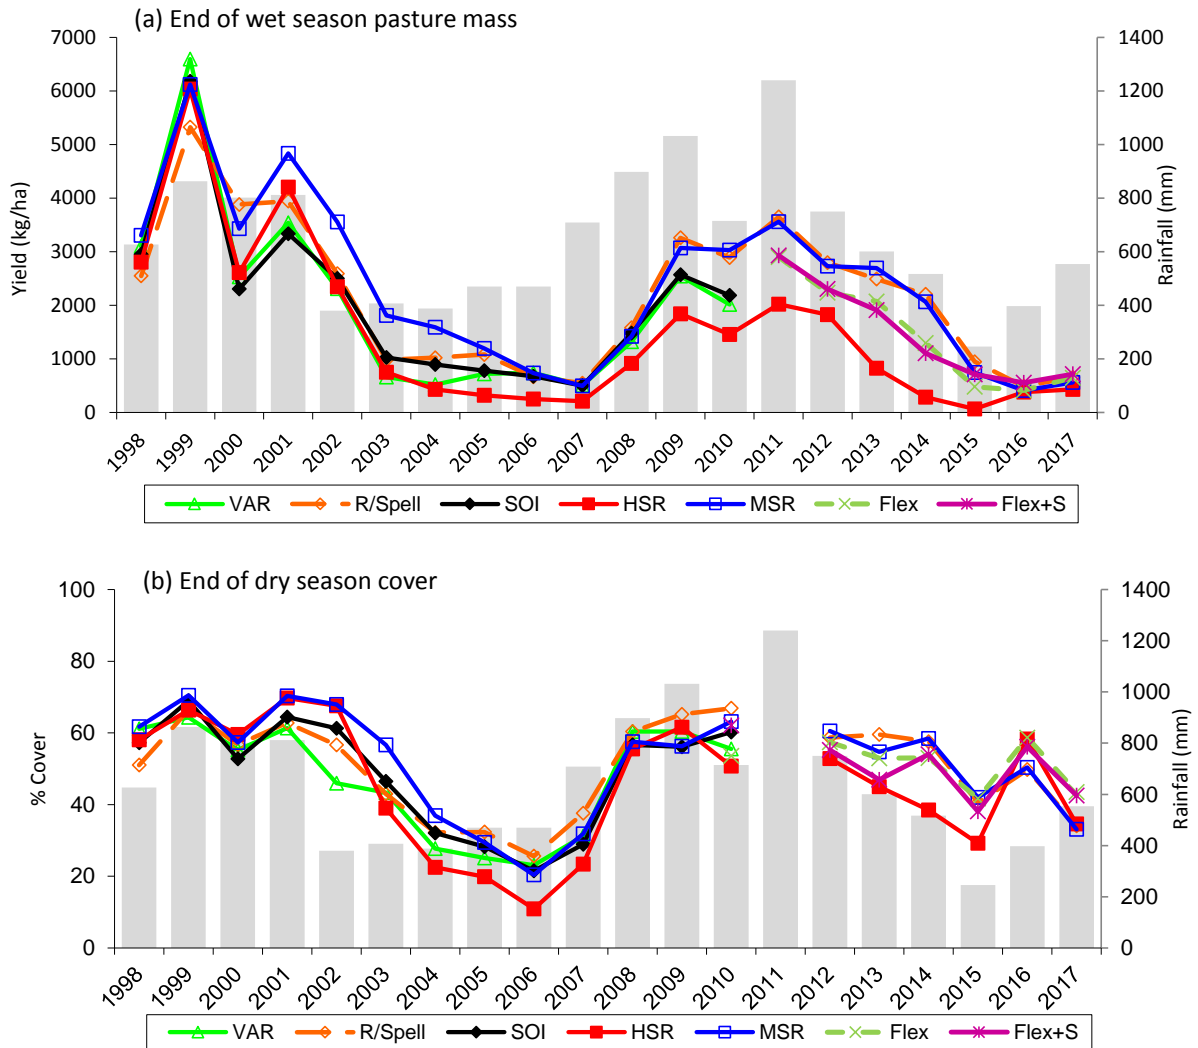 (a) End of wet season pasture mass
7000 1400
6000 1200
5000 1000
4000 800
3000 600
2000 400
1000 200
0 0
Yield (kg/ha)
Rainfall (mm)
1998 1999 2000 2001 2002 2003 2004 2005 2006 2007 2008 2009 2010 2011 2012 2013 2014 2015 2016 2017
VAR R/Spell SOI HSR MSR Flex Flex+S
(b) End of dry season cover
100 1400
1200
80
1000
60 800
600
40
400
20
200
0 0
% Cover
Rainfall (mm)
1998 1999 2000 2001 2002 2003 2004 2005 2006 2007 2008 2009 2010 2011 2012 2013 2014 2015 2016 2017
VAR R/Spell SOI HSR MSR Flex Flex+S